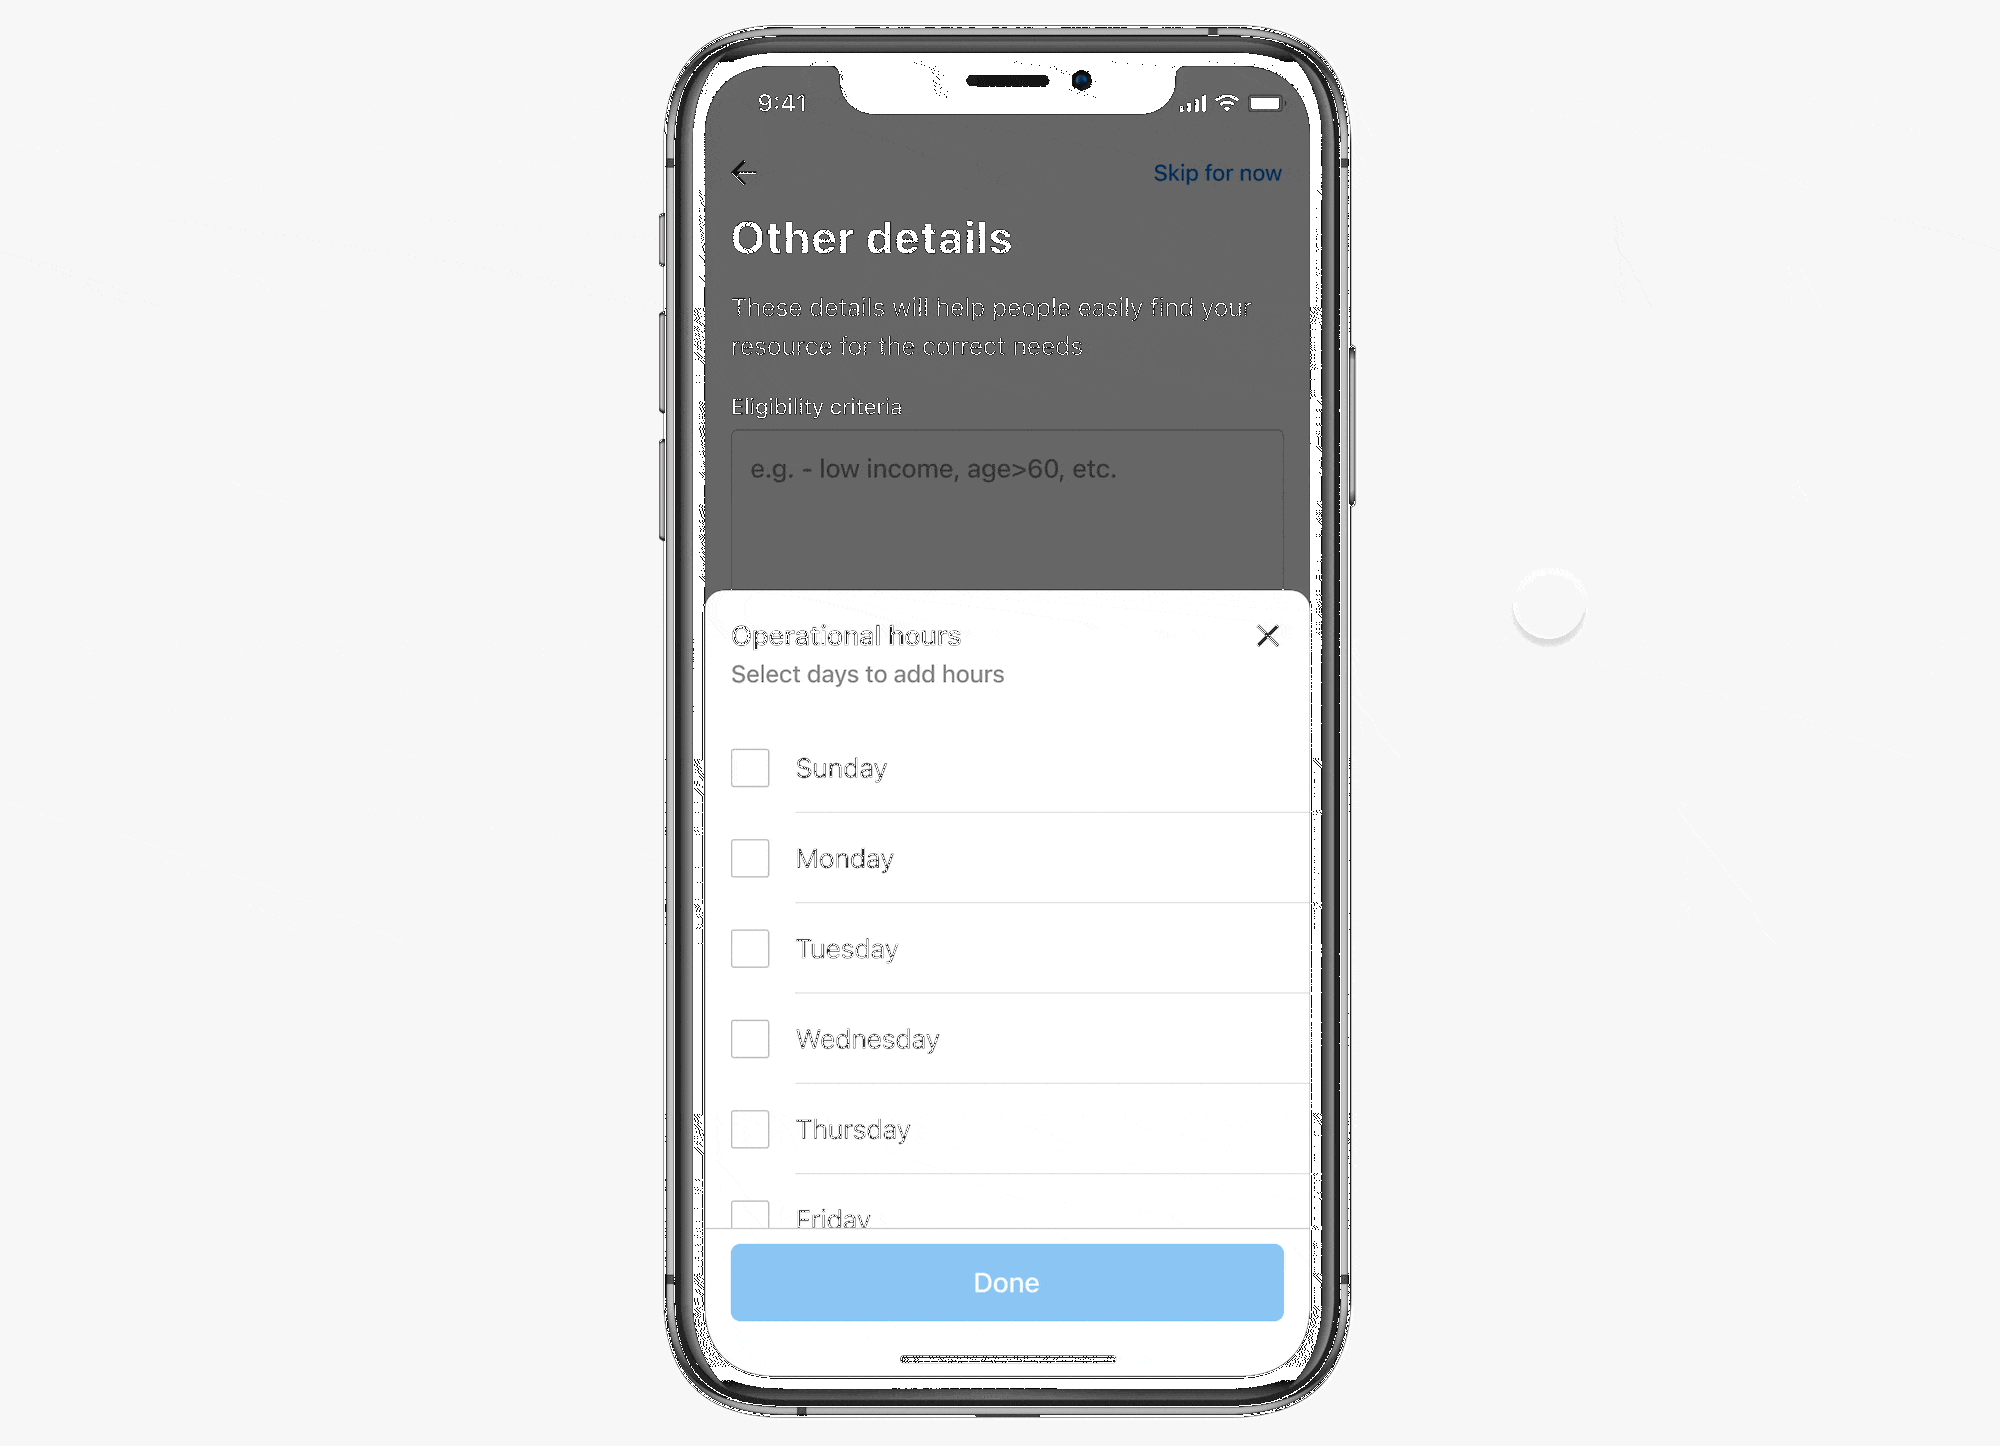 9:41
Skip for now
Other details
These details will help people easily find your
resource for the correct needs
Eligibility criteria
e.g. - low income, age>60, etc.
Operational hours
Select days to add hours
Sunday
Monday
Tuesday
Wednesday
Thursday
Friday
Done